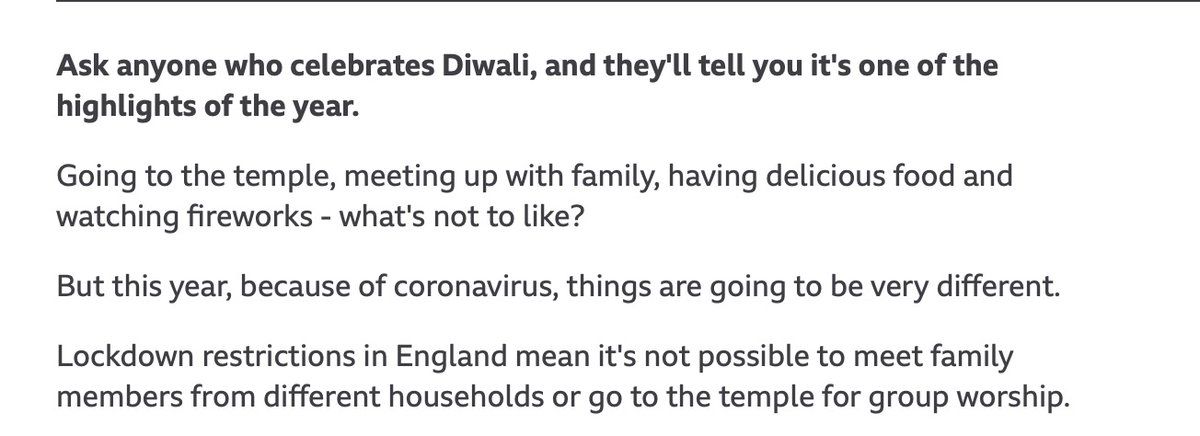 Ask anyone who celebrates Diwali, and they'll tell you it's one of the
highlights of the year.
Going to the temple, meeting up with family, having delicious food and
watching fireworks - what's not to like?
But this year, because of coronavirus, things are going to be very different.
Lockdown restrictions in England mean it's not possible to meet family
members from different households or go to the temple for group worship.